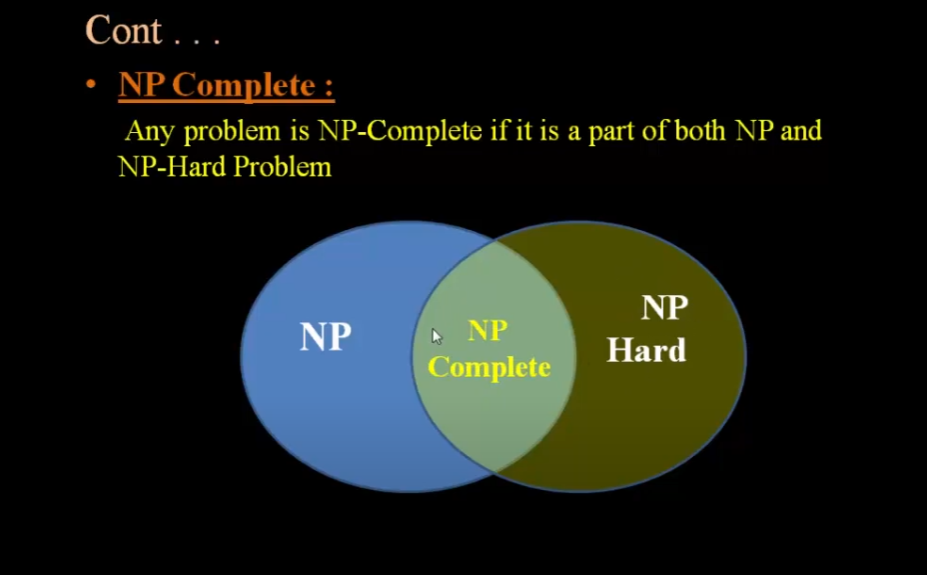 Cont . . .
• NP Complete :
Any problem is NP-Complete if it is a part of both NP and
NP-Hard Problem
NP
NP
Complete
NP
Hard